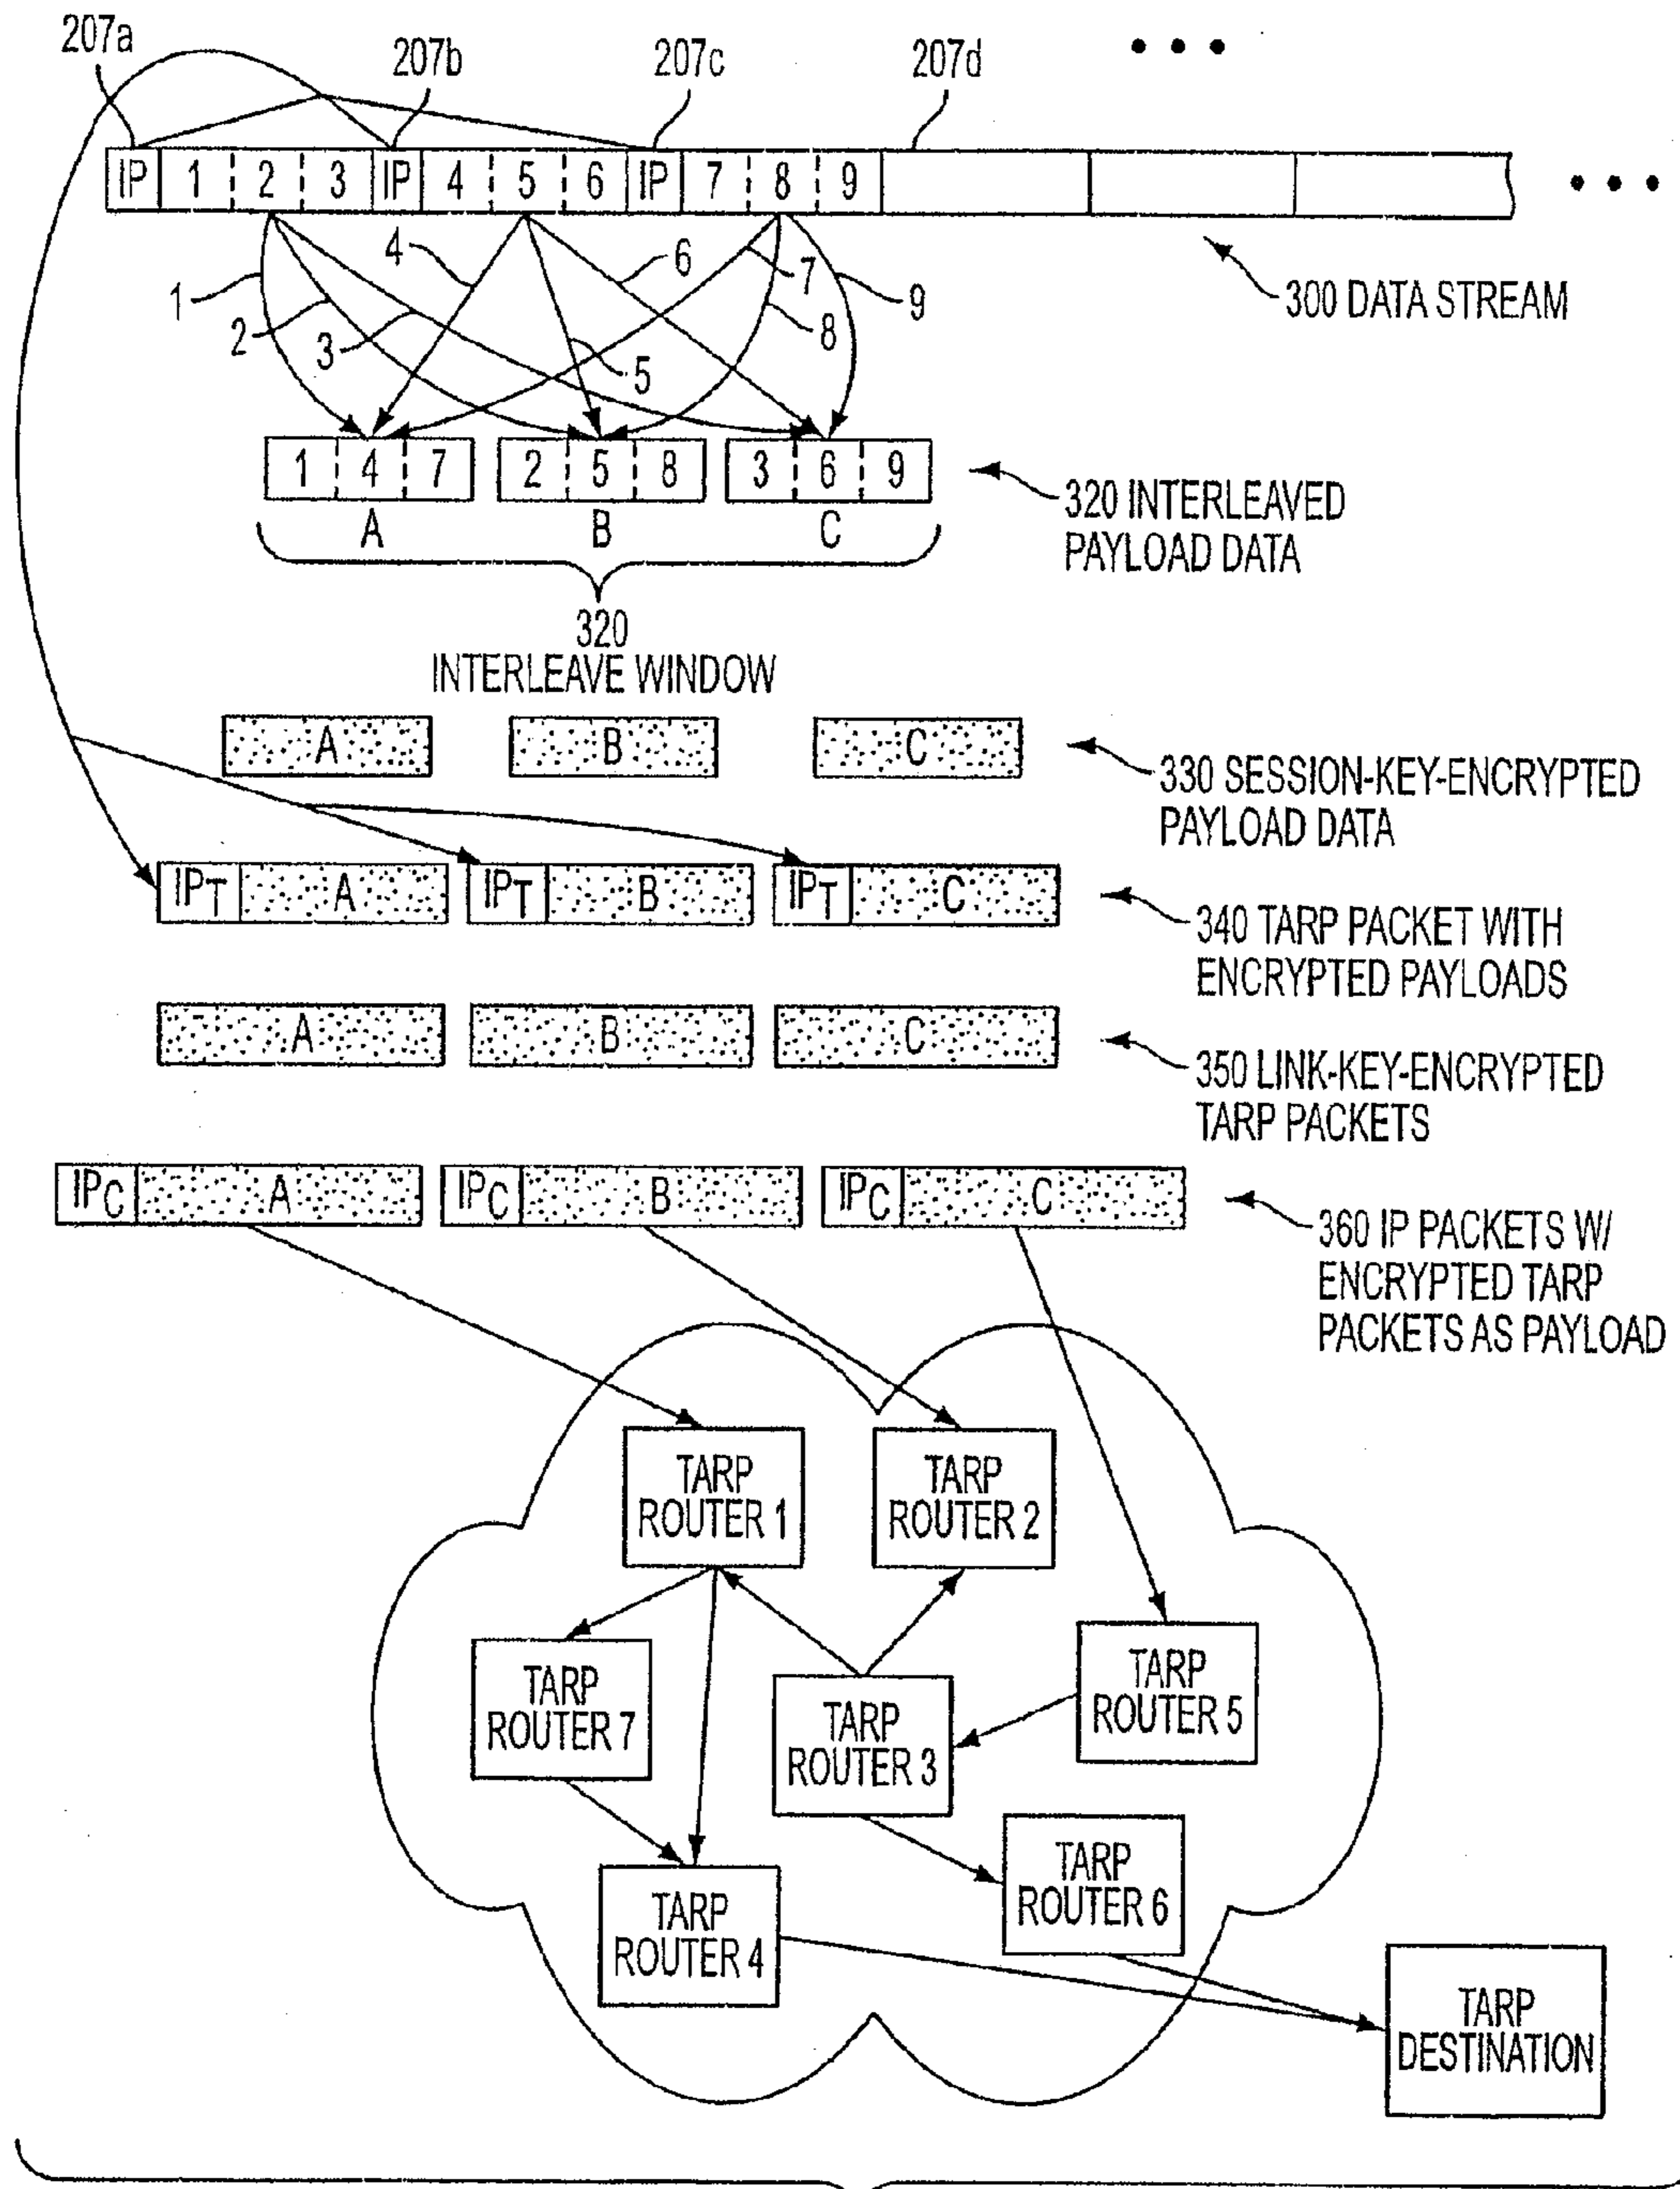 207a 207b 207c 207d
IP 1 2 3 IP 4 5 6 IP 7 8 9
1 2 3 4 5 6 7 8 9
300 DATA STREAM
1 4 7 2 5 8 3 6 9
A B C
320 INTERLEAVED
PAYLOAD DATA
320
INTERLEAVE WINDOW
A B C
330 SESSION-KEY-ENCRYPTED
PAYLOAD DATA
IPT A IPT B IPT C
340 TARP PACKET WITH
ENCRYPTED PAYLOADS
A B C
350 LINK-KEY-ENCRYPTED
TARP PACKETS
IPC A IPC B IPC C
360 IP PACKETS W/
ENCRYPTED TARP
PACKETS AS PAYLOAD
TARP
ROUTER 1
TARP
ROUTER 2
TARP
ROUTER 7
TARP
ROUTER 3
TARP
ROUTER 5
TARP
ROUTER 4
TARP
ROUTER 6
TARP
DESTINATION